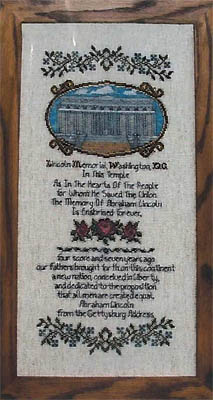 Lincoln Memorial, Washington, D.C.
In This Temple
As In The Hearts Of The People
for Whom He Saved The Union
The Memory Of Abraham Lincoln
Is Enshrined forever.
four score and seven years ago
our fathers brought forth on this continent
a new nation, conceived in liberty,
and dedicated to the proposition
that all men are created equal.
Abraham Lincoln
from the Gettysburg Address